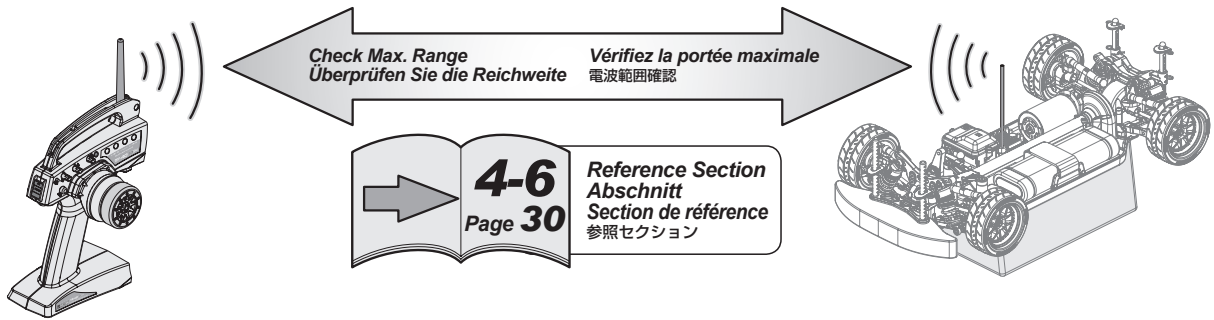 Check Max. Range
Überprüfen Sie die Reichweite
Vérifiez la portée maximale
電波範囲確認
4-6
Page 30
Reference Section
Abschnitt
Section de référence
参照セクション